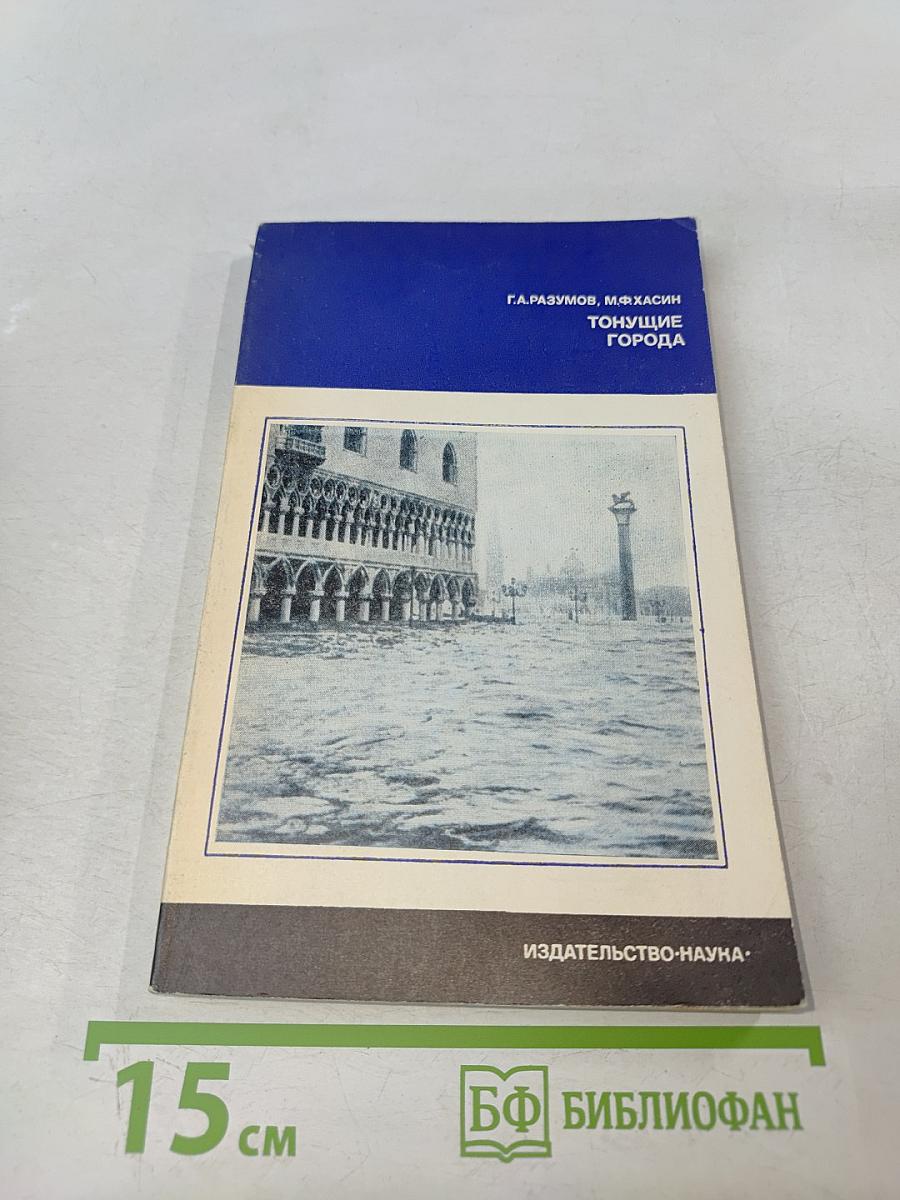 Г.А.РАЗУМОВ, М.Ф.ХАСИН
ТОНУЩИЕ
ГОРОДА
ИЗДАТЕЛЬСТВО·НАУКА·
15 см
БФ БИБЛИОФАН